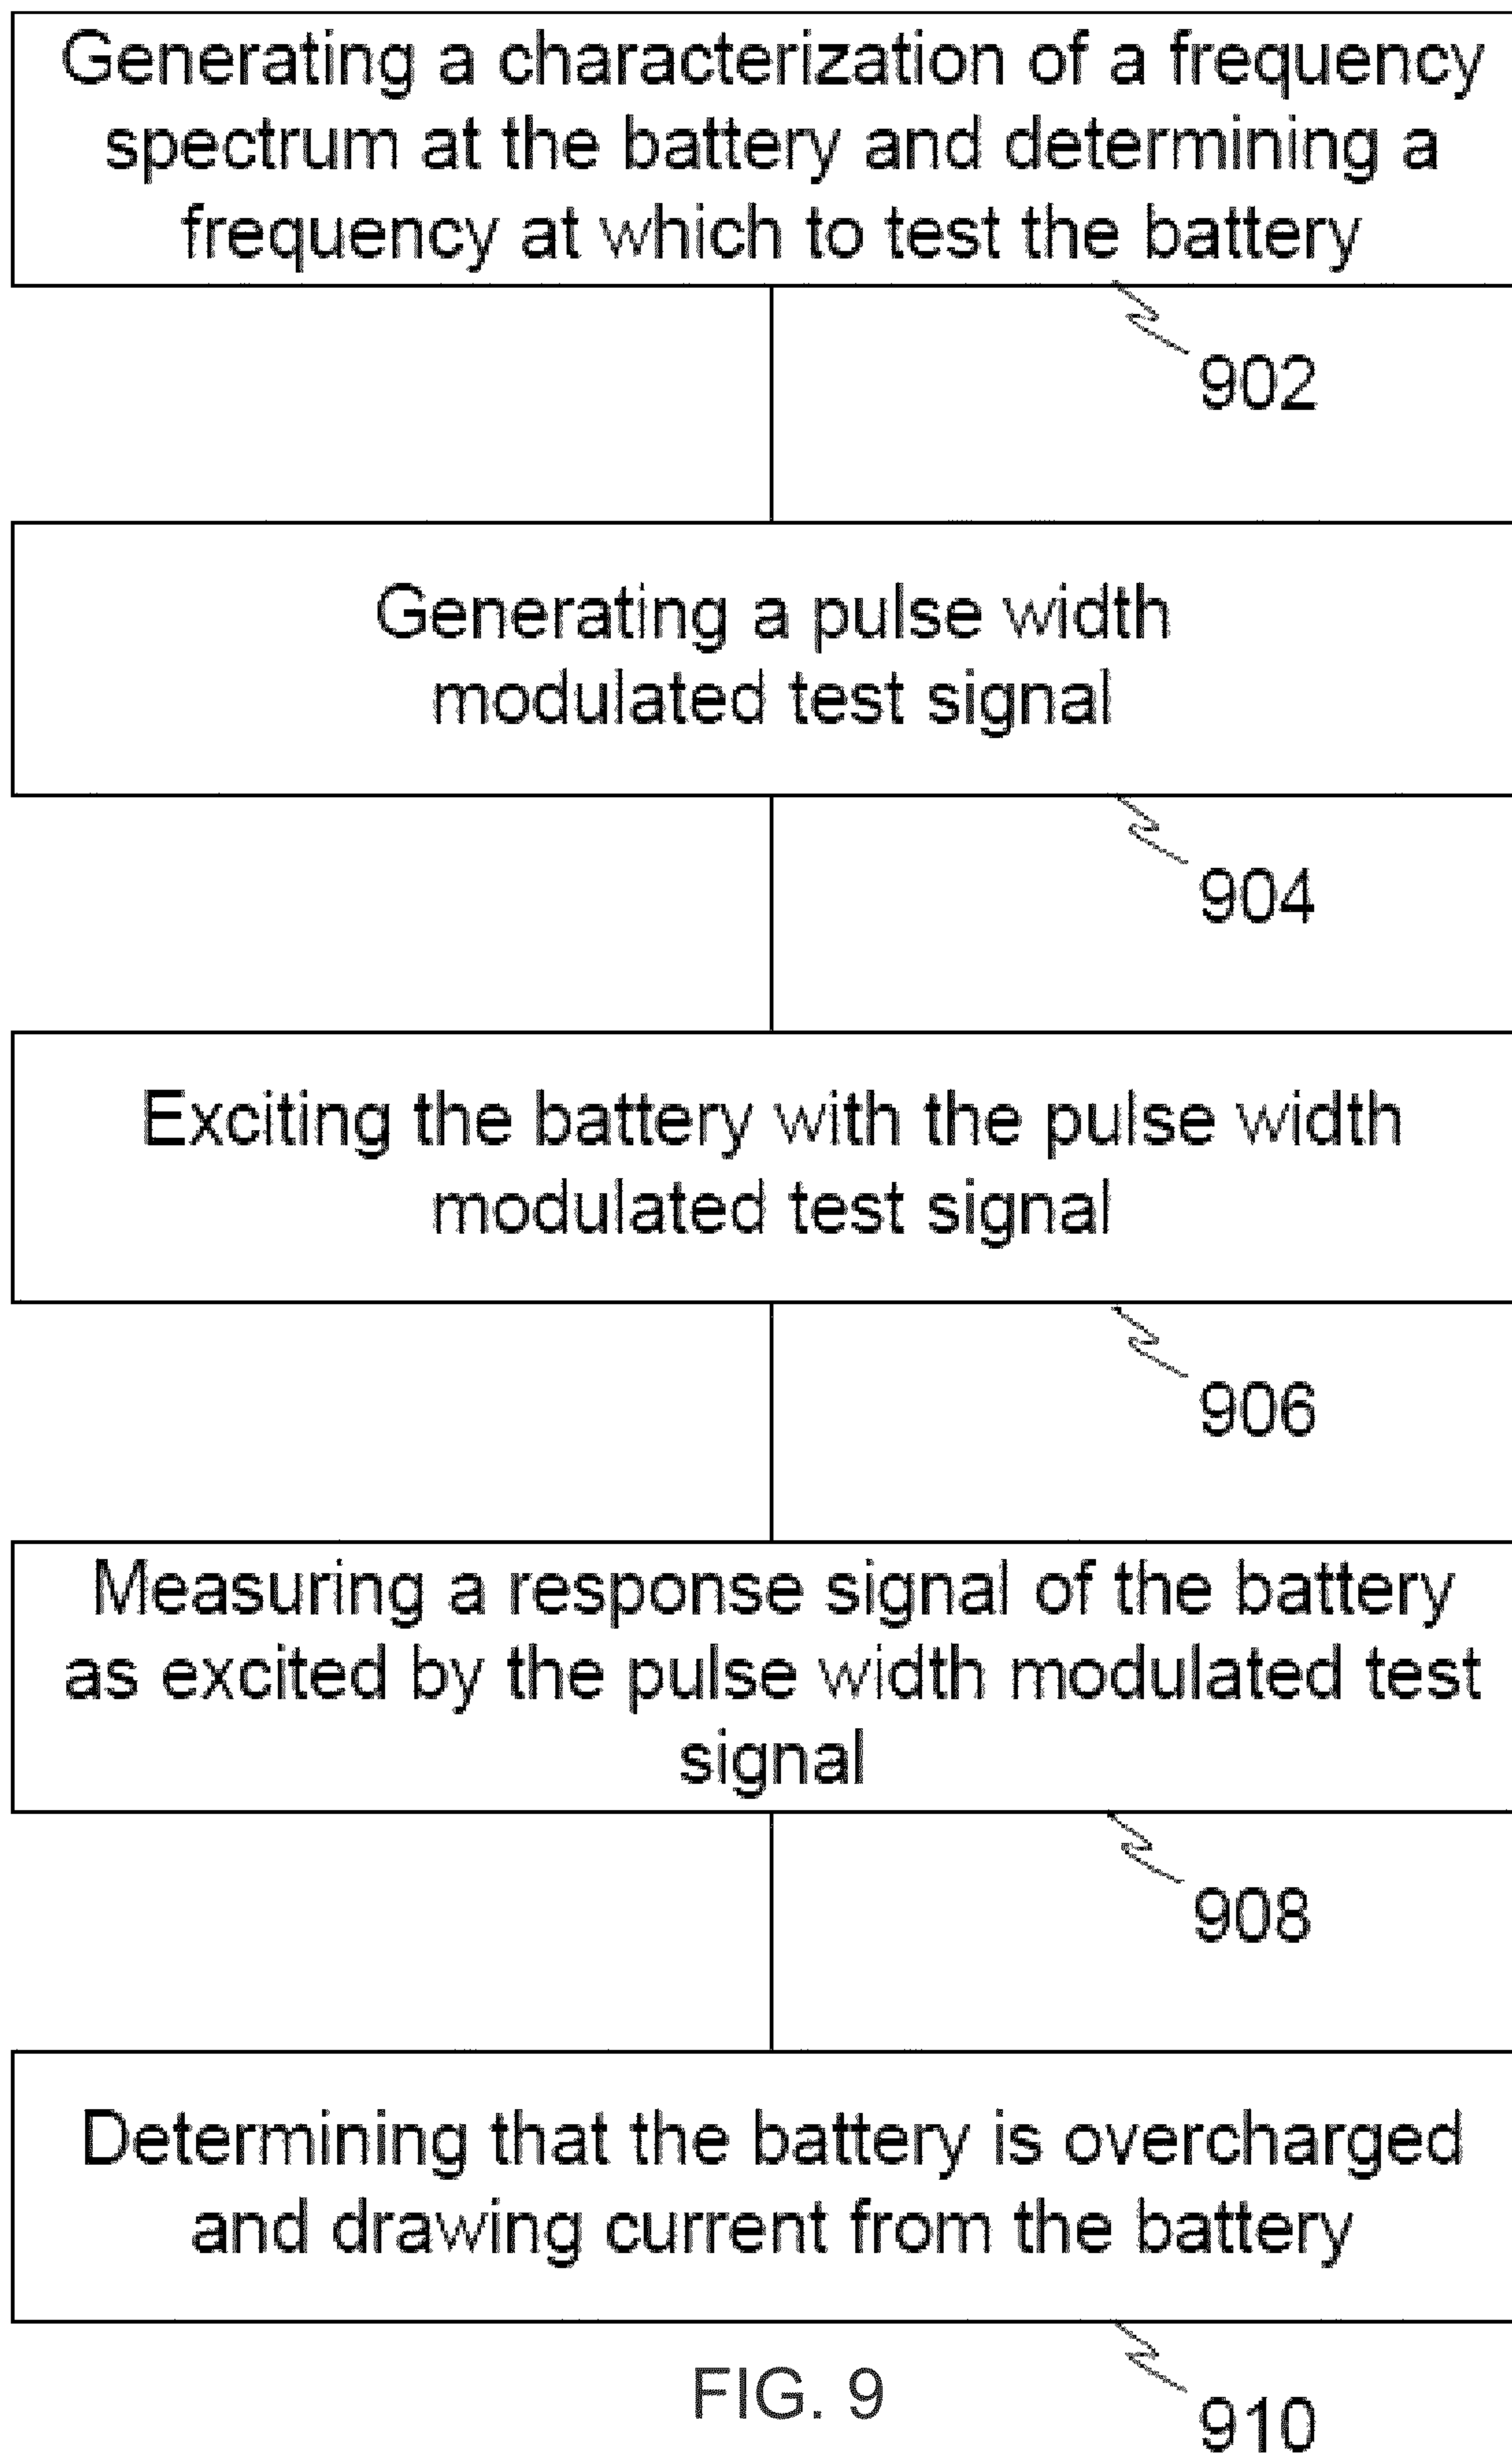 Generating a characterization of a frequency
spectrum at the battery and determining a
frequency at which to test the battery
902
Generating a pulse width
modulated test signal
904
Exciting the battery with the pulse width
modulated test signal
906
Measuring a response signal of the battery
as excited by the pulse width modulated test
signal
908
Determining that the battery is overcharged
and drawing current from the battery
FIG. 9
910